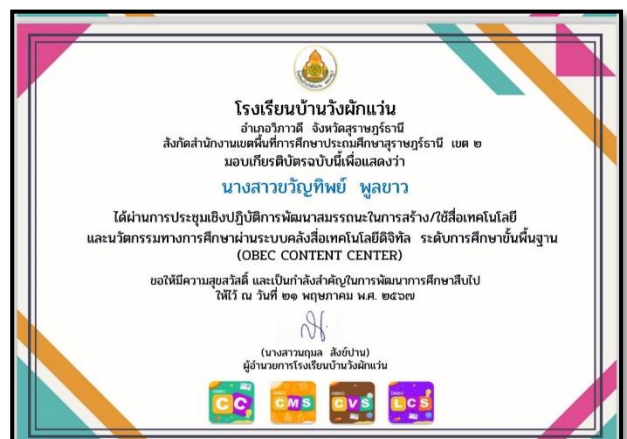 โรงเรียนบ้านวังผักแว่น
อำเภอวิภาวดี จังหวัดสุราษฎร์ธานี
สังกัดสำนักงานเขตพื้นที่การศึกษาประถมศึกษาสุราษฎร์ธานี เขต ๒
มอบเกียรติบัตรฉบับนี้เพื่อแสดงว่า
นางสาวขวัญทิพย์ พูลขาว
ได้ผ่านการประชุมเชิงปฏิบัติการพัฒนาสมรรถนะในการสร้าง/ใช้สื่อเทคโนโลยี
และนวัตกรรมทางการศึกษาผ่านระบบคลังสื่อเทคโนโลยีดิจิทัล ระดับการศึกษาขั้นพื้นฐาน
(OBEC CONTENT CENTER)
ขอให้มีความสุขสวัสดิ์ และเป็นกำลังสำคัญในการพัฒนาการศึกษาสืบไป
ให้ไว้ ณ วันที่ ๒๑ พฤษภาคม พ.ศ. ๒๕๖๗
(นางสาวนฤมล สังข์ปาน)
ผู้อำนวยการโรงเรียนบ้านวังผักแว่น
OBEC CC OBEC CMS OBEC CVS OBEC LCS